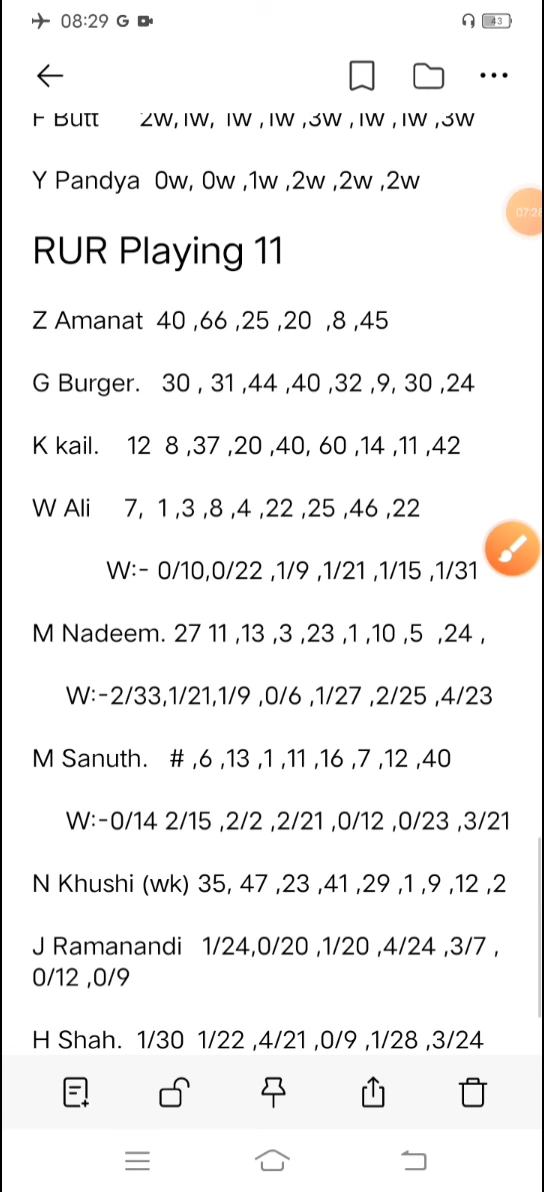 08:29 G 43
F Butt 2w,1w, 1w ,1w ,3w ,1w ,1w ,3w
Y Pandya 0w, 0w ,1w ,2w ,2w ,2w
07:28
RUR Playing 11
Z Amanat 40 ,66 ,25 ,20 ,8 ,45
G Burger. 30 , 31 ,44 ,40 ,32 ,9, 30 ,24
K kail. 12 8 ,37 ,20 ,40, 60 ,14 ,11 ,42
W Ali 7, 1 ,3 ,8 ,4 ,22 ,25 ,46 ,22
W:- 0/10,0/22 ,1/9 ,1/21 ,1/15 ,1/31
M Nadeem. 27 11 ,13 ,3 ,23 ,1 ,10 ,5 ,24 ,
W:-2/33,1/21,1/9 ,0/6 ,1/27 ,2/25 ,4/23
M Sanuth. # ,6 ,13 ,1 ,11 ,16 ,7 ,12 ,40
W:-0/14 2/15 ,2/2 ,2/21 ,0/12 ,0/23 ,3/21
N Khushi (wk) 35, 47 ,23 ,41 ,29 ,1 ,9 ,12 ,2
J Ramanandi 1/24,0/20 ,1/20 ,4/24 ,3/7 ,
0/12 ,0/9
H Shah. 1/30 1/22 ,4/21 ,0/9 ,1/28 ,3/24